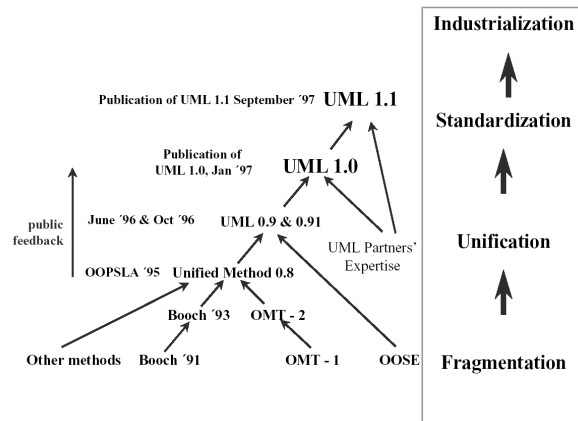 Industrialization
Publication of UML 1.1 September ´97 UML 1.1
Standardization
Publication of
UML 1.0, Jan ´97
UML 1.0
public
feedback
June ´96 & Oct ´96
UML 0.9 & 0.91
UML Partners’
Expertise
Unification
OOPSLA ´95
Unified Method 0.8
Booch ´93
OMT - 2
Other methods
Booch ´91
OMT - 1
OOSE
Fragmentation